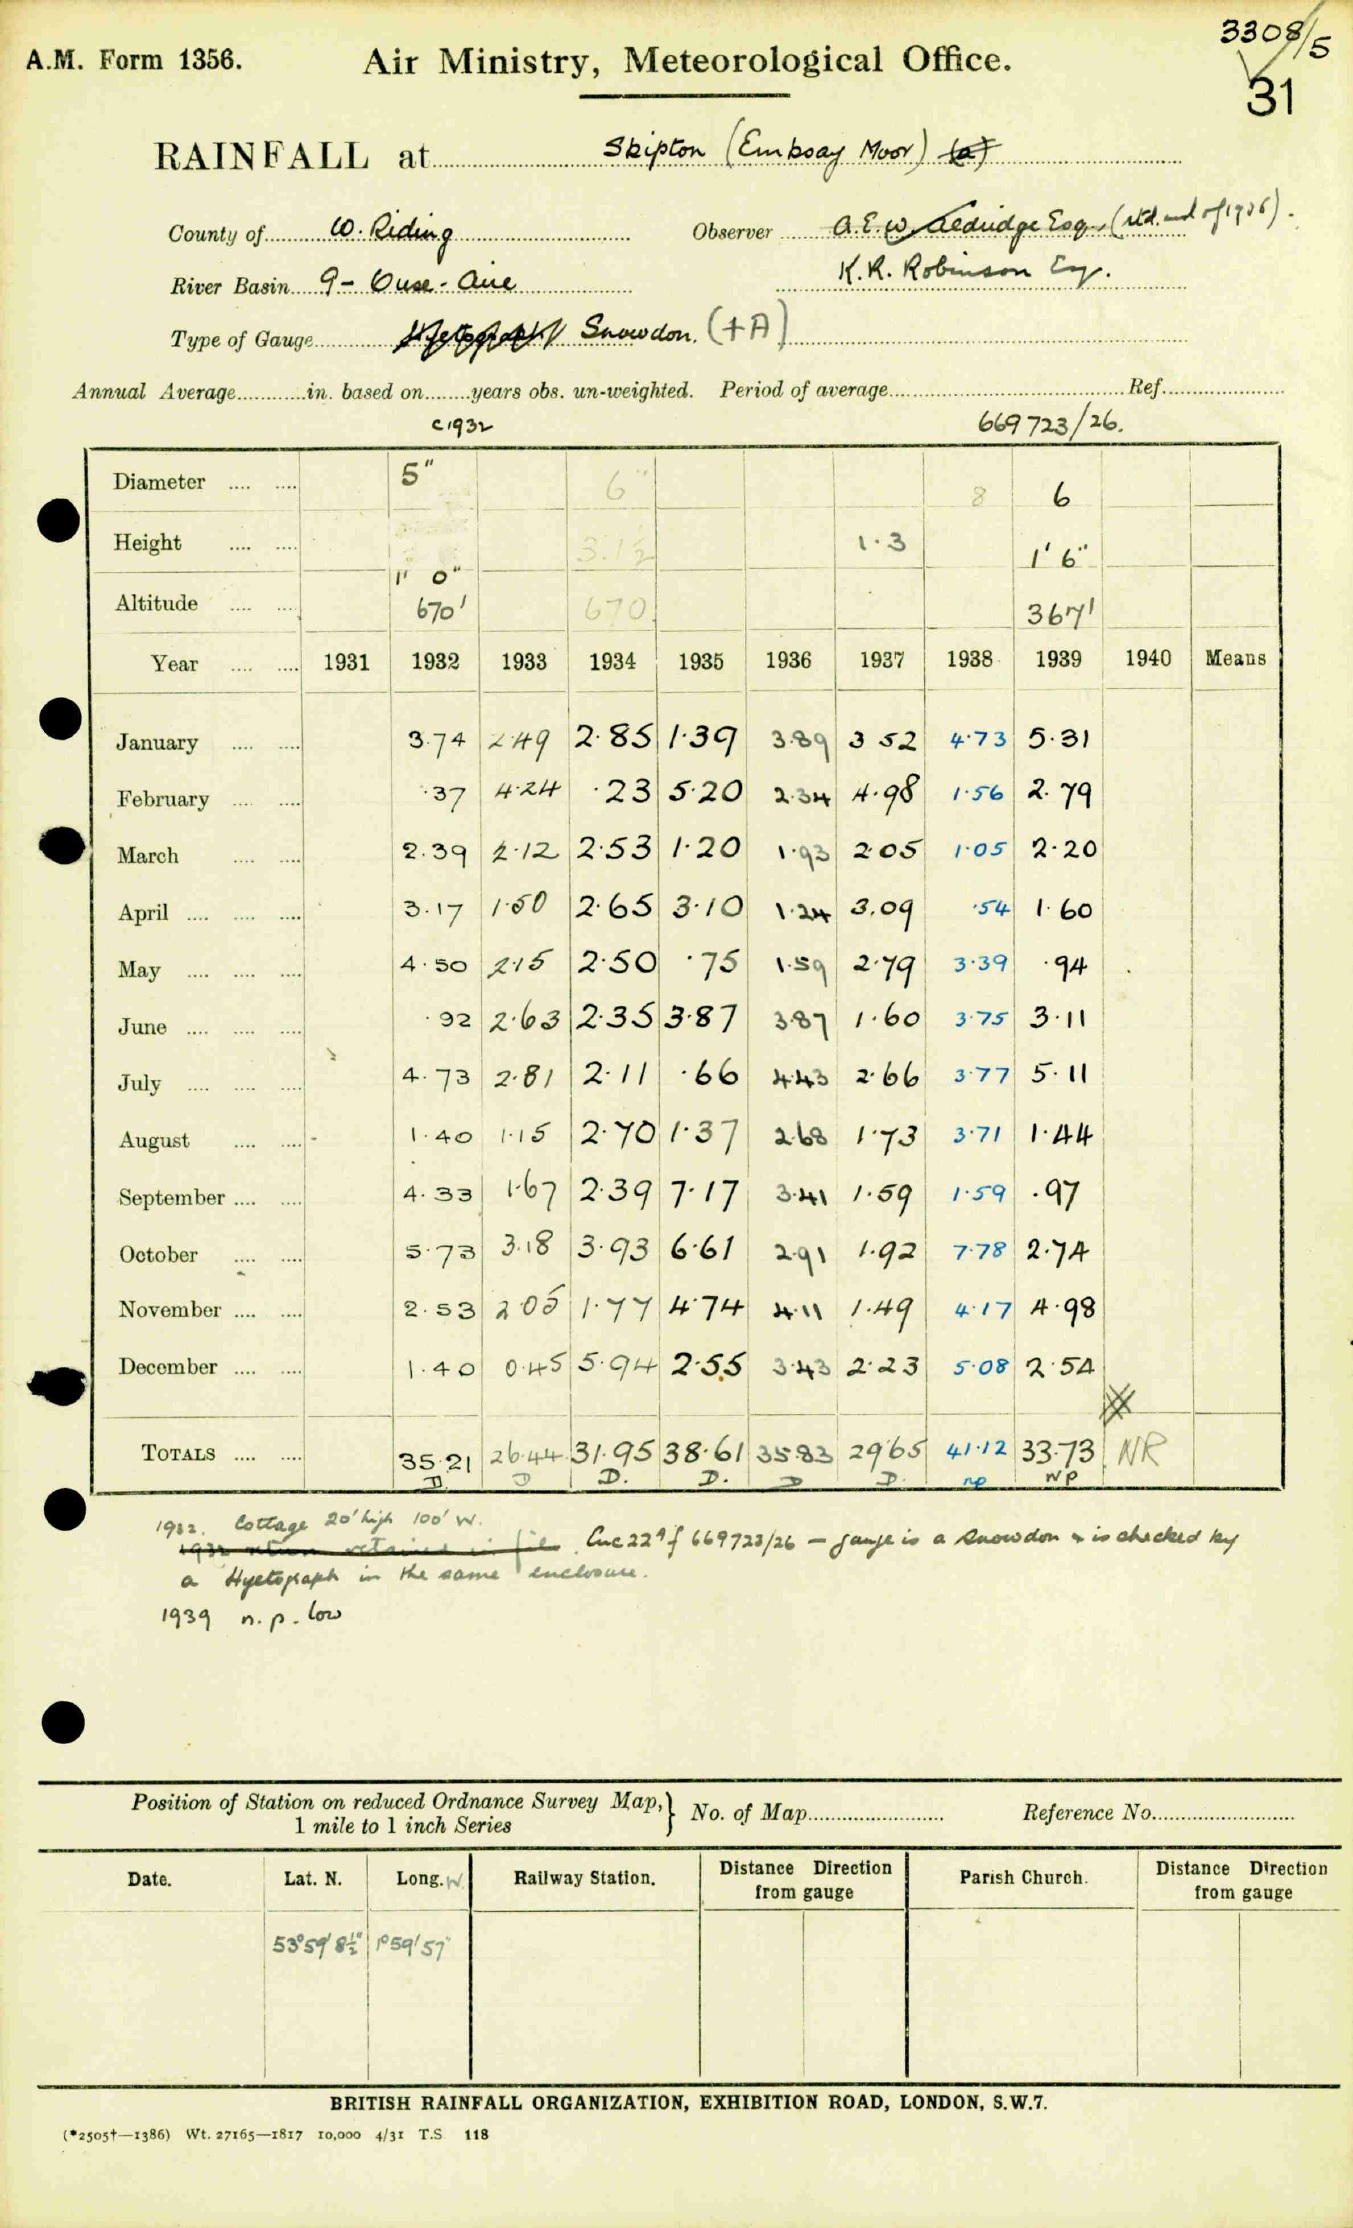 3308/5
A.M. Form 1356. Air Ministry, Meteorological Office. 31
RAINFALL at Skipton (Embsay Moor) (a)
County of W. Riding Observer A.E.W. Aldridge Esq. (rtd. end of 1936).
River Basin 9 - Ouse - Aire K.R. Robinson Esq.
Type of Gauge Hyetograph Snowdon. (+A)
Annual Average in. based on years obs. un-weighted. Period of average Ref.
c1932 669723/26.
Diameter 5" 6" 8 6
Height 1' 0" 3.1½ 1·3 1' 6"
Altitude 670' 670 367'
Year 1931 1932 1933 1934 1935 1936 1937 1938 1939 1940 Means
January 3.74 2.49 2.85 1.39 3.89 3.52 4.73 5.31
February .37 4.24 .23 5.20 2.34 4.98 1.56 2.79
March 2.39 2.12 2.53 1.20 1.93 2.05 1.05 2.20
April 3.17 1.50 2.65 3.10 1.24 3.09 .54 1.60
May 4.50 2.15 2.50 .75 1.59 2.79 3.39 .94
June .92 2.63 2.35 3.87 3.87 1.60 3.75 3.11
July 4.73 2.81 2.11 .66 4.43 2.66 3.77 5.11
August 1.40 1.15 2.70 1.37 2.68 1.73 3.71 1.44
September 4.33 1.67 2.39 7.17 3.41 1.59 1.59 .97
October 5.73 3.18 3.93 6.61 2.91 1.92 7.78 2.74
November 2.53 2.05 1.77 4.74 4.11 1.49 4.17 4.98
December 1.40 0.45 5.94 2.55 3.43 2.23 5.08 2.54
TOTALS 35.21 26.44 31.95 38.61 35.83 29.65 41.12 33.73 NR
D D D. D. D D. np NP
1932. Cottage 20' high 100' W.
1932 return retained in file Enc 22A of 669723/26 — gauge is a Snowdon & is checked by
a Hyetograph in the same enclosure.
1939 n.p. low
Position of Station on reduced Ordnance Survey Map, 1 mile to 1 inch Series } No. of Map Reference No.
Date. Lat. N. Long. W Railway Station. Distance Direction from gauge Parish Church. Distance Direction from gauge
53°59' 8½" 1°59' 57"
BRITISH RAINFALL ORGANIZATION, EXHIBITION ROAD, LONDON, S.W.7.
(*2505†—1386) Wt. 27165—1817 10,000 4/31 T.S 118